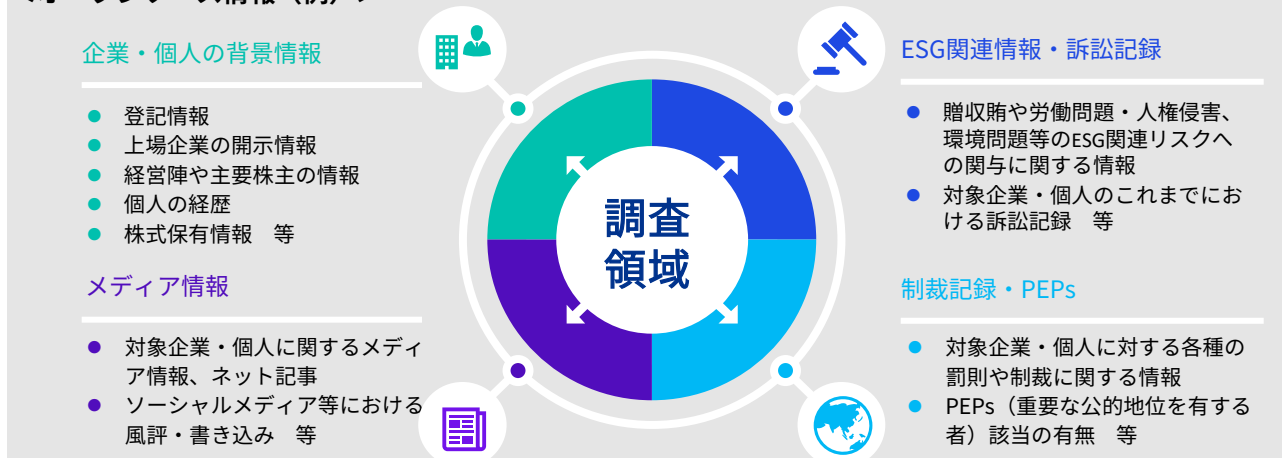 企業・個人の背景情報
● 登記情報
● 上場企業の開示情報
● 経営陣や主要株主の情報
● 個人の経歴
● 株式保有情報　等
メディア情報
● 対象企業・個人に関するメディ
ア情報、ネット記事
● ソーシャルメディア等における
風評・書き込み　等
調査
領域
ESG関連情報・訴訟記録
● 贈収賄や労働問題・人権侵害、
環境問題等のESG関連リスクへ
の関与に関する情報
● 対象企業・個人のこれまでにお
ける訴訟記録　等
制裁記録・PEPs
● 対象企業・個人に対する各種の
罰則や制裁に関する情報
● PEPs（重要な公的地位を有する
者）該当の有無　等